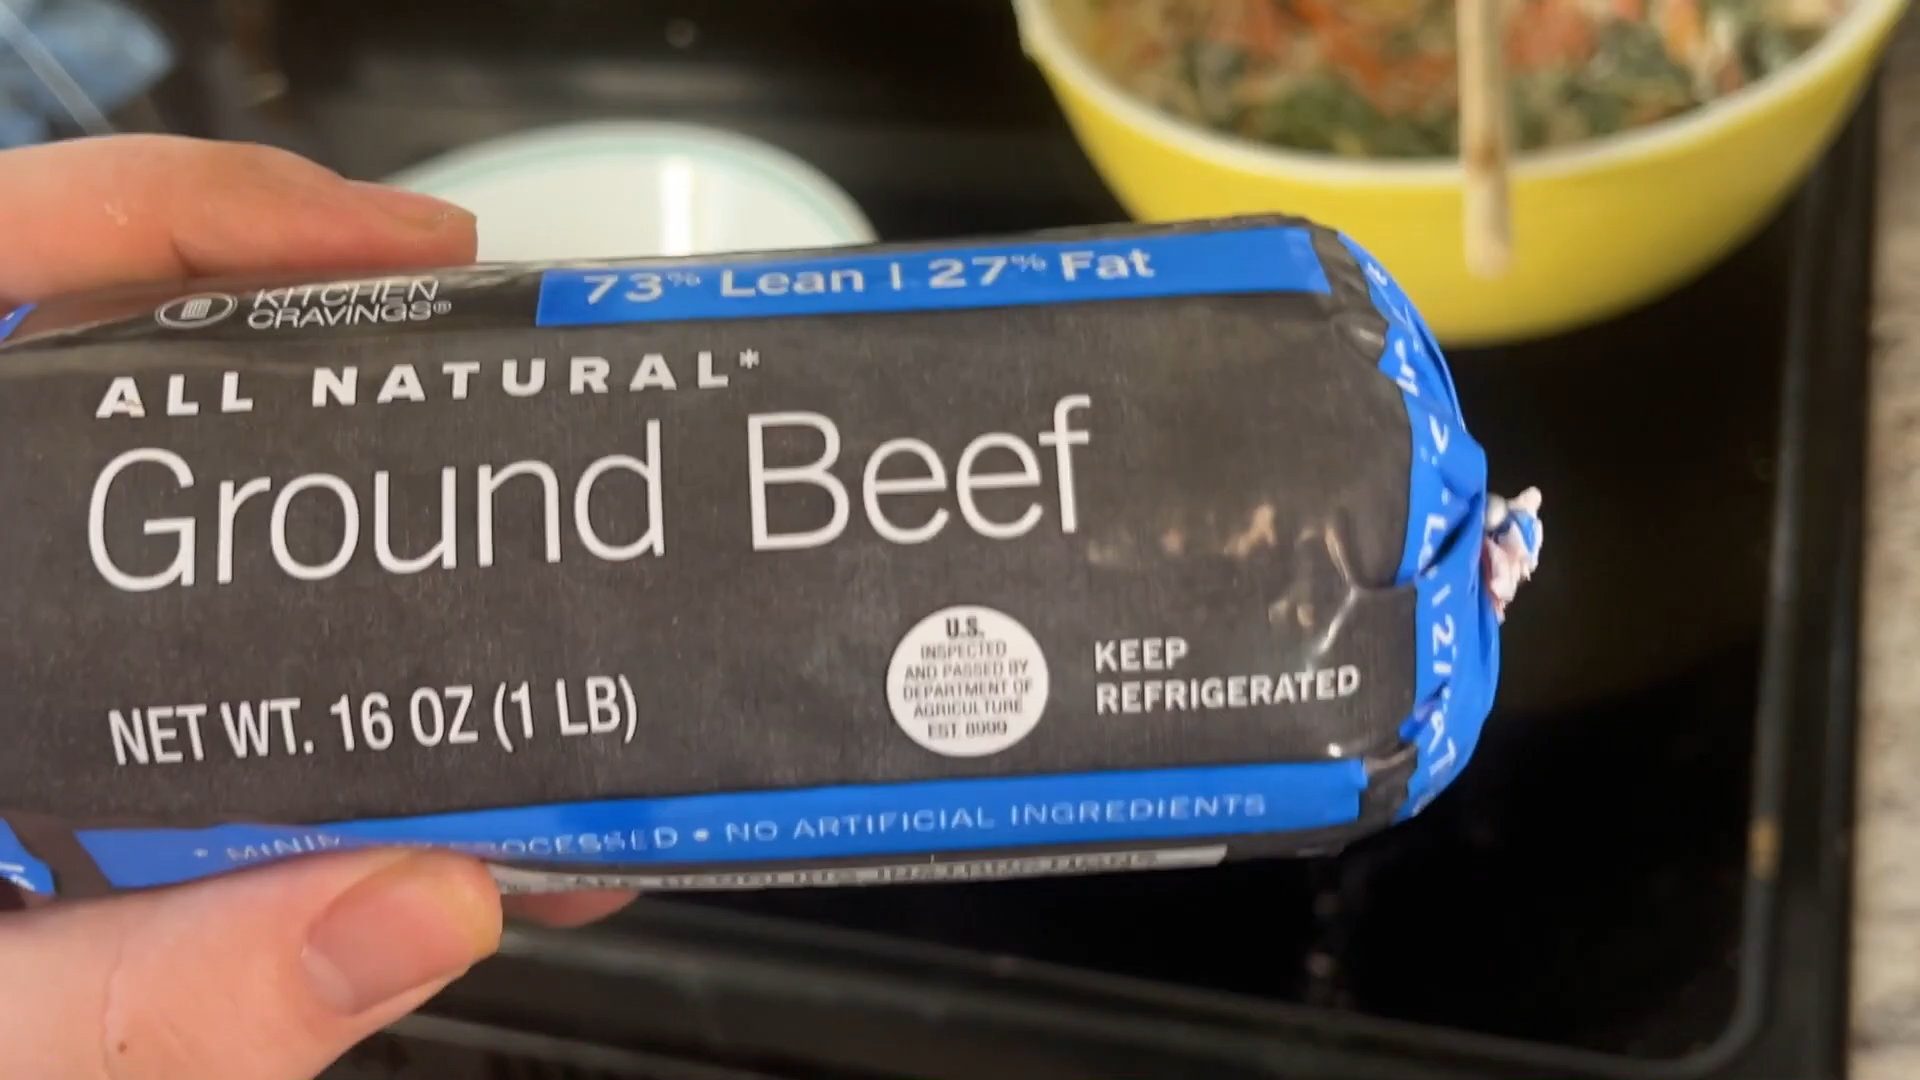 KITCHEN
CRAVINGS®
73% Lean | 27% Fat
ALL NATURAL*
Ground Beef
NET WT. 16 OZ (1 LB)
U.S.
INSPECTED
AND PASSED BY
DEPARTMENT OF
AGRICULTURE
EST.
KEEP
REFRIGERATED
* PROCESSED • NO ARTIFICIAL INGREDIENTS